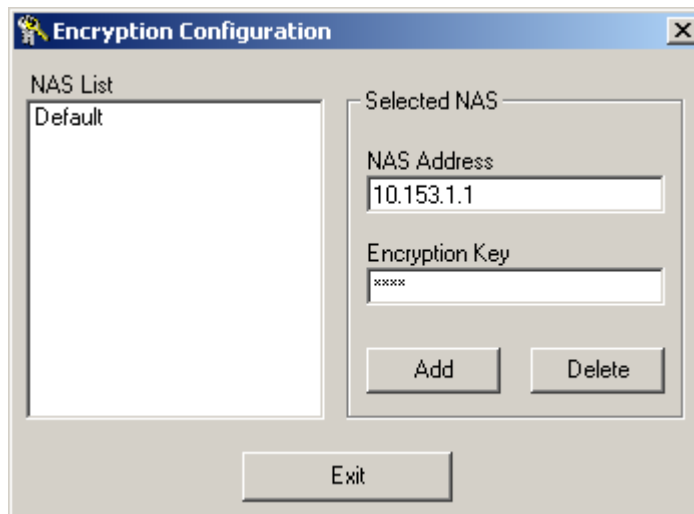 Encryption Configuration
NAS List
Default
Selected NAS
NAS Address
10.153.1.1
Encryption Key
****
Add
Delete
Exit